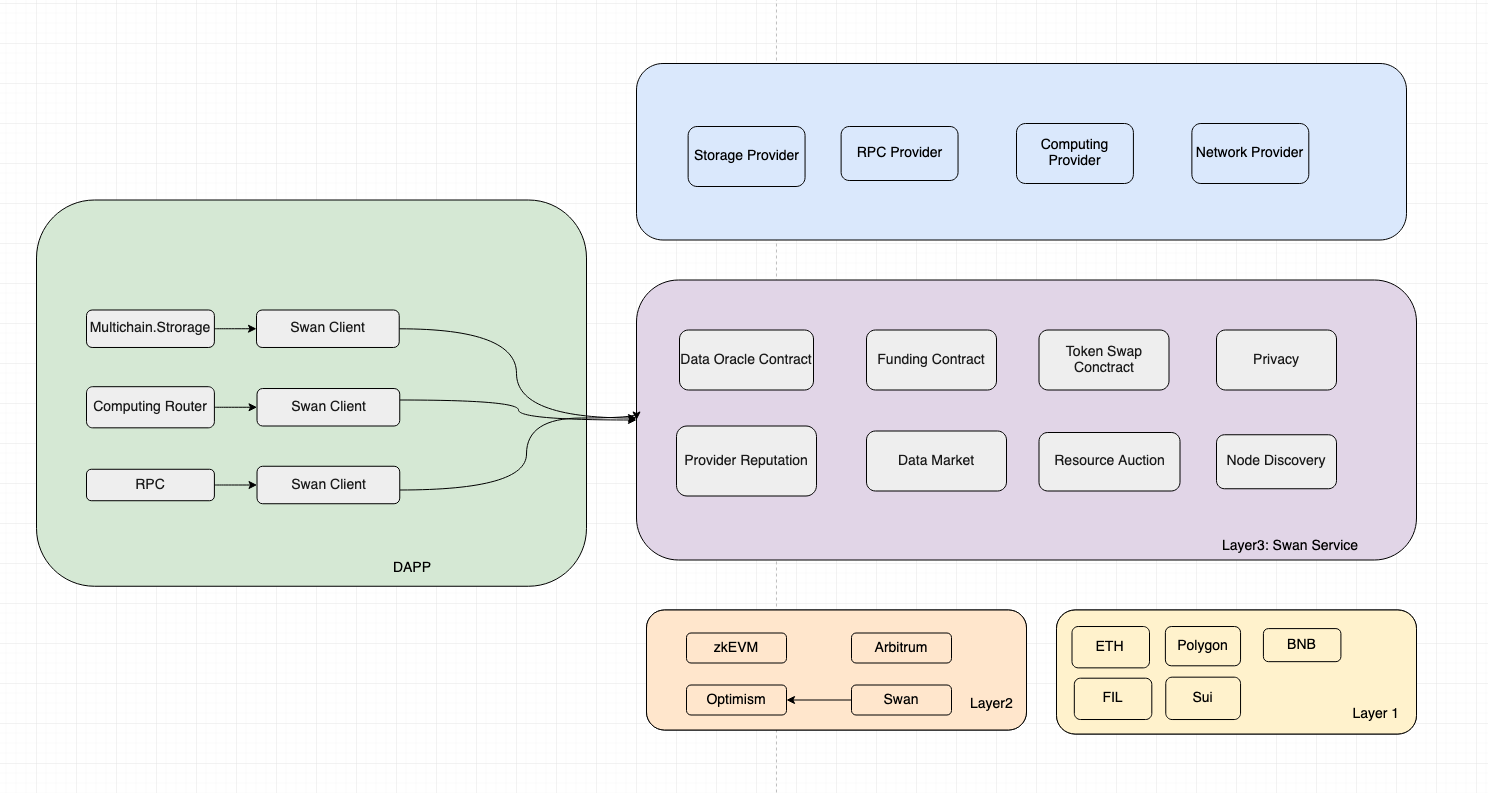 Storage Provider
RPC Provider
Computing
Provider
Network Provider
Multichain.Strorage
Swan Client
Computing Router
Swan Client
RPC
Swan Client
DAPP
Data Oracle Contract
Funding Contract
Token Swap
Conctract
Privacy
Provider Reputation
Data Market
Resource Auction
Node Discovery
Layer3: Swan Service
zkEVM
Arbitrum
Optimism
Swan
Layer2
ETH
Polygon
BNB
FIL
Sui
Layer 1